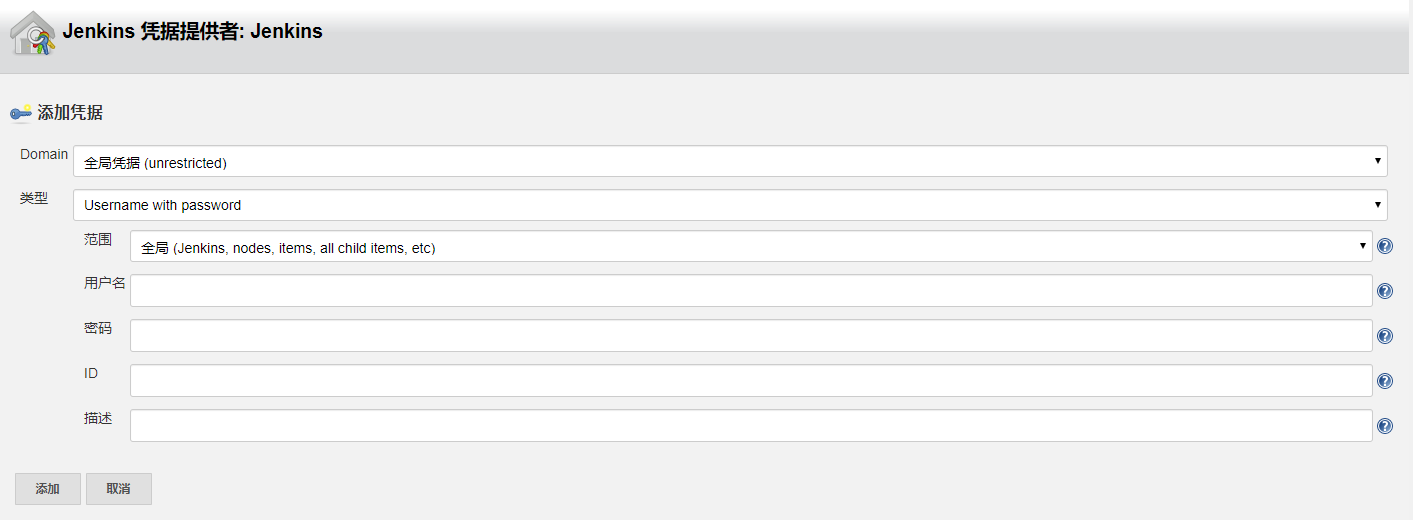 Jenkins 凭据提供者: Jenkins
添加凭据
Domain 全局凭据 (unrestricted)
类型 Username with password
范围 全局 (Jenkins, nodes, items, all child items, etc)
用户名
密码
ID
描述
添加 取消